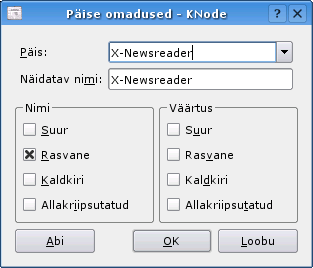 Päise omadused - KNode
Päis: X-Newsreader
Näidatav nimi: X-Newsreader
Nimi
Suur
Rasvane
Kaldkiri
Allakriipsutatud
Väärtus
Suur
Rasvane
Kaldkiri
Allakriipsutatud
Abi OK Loobu